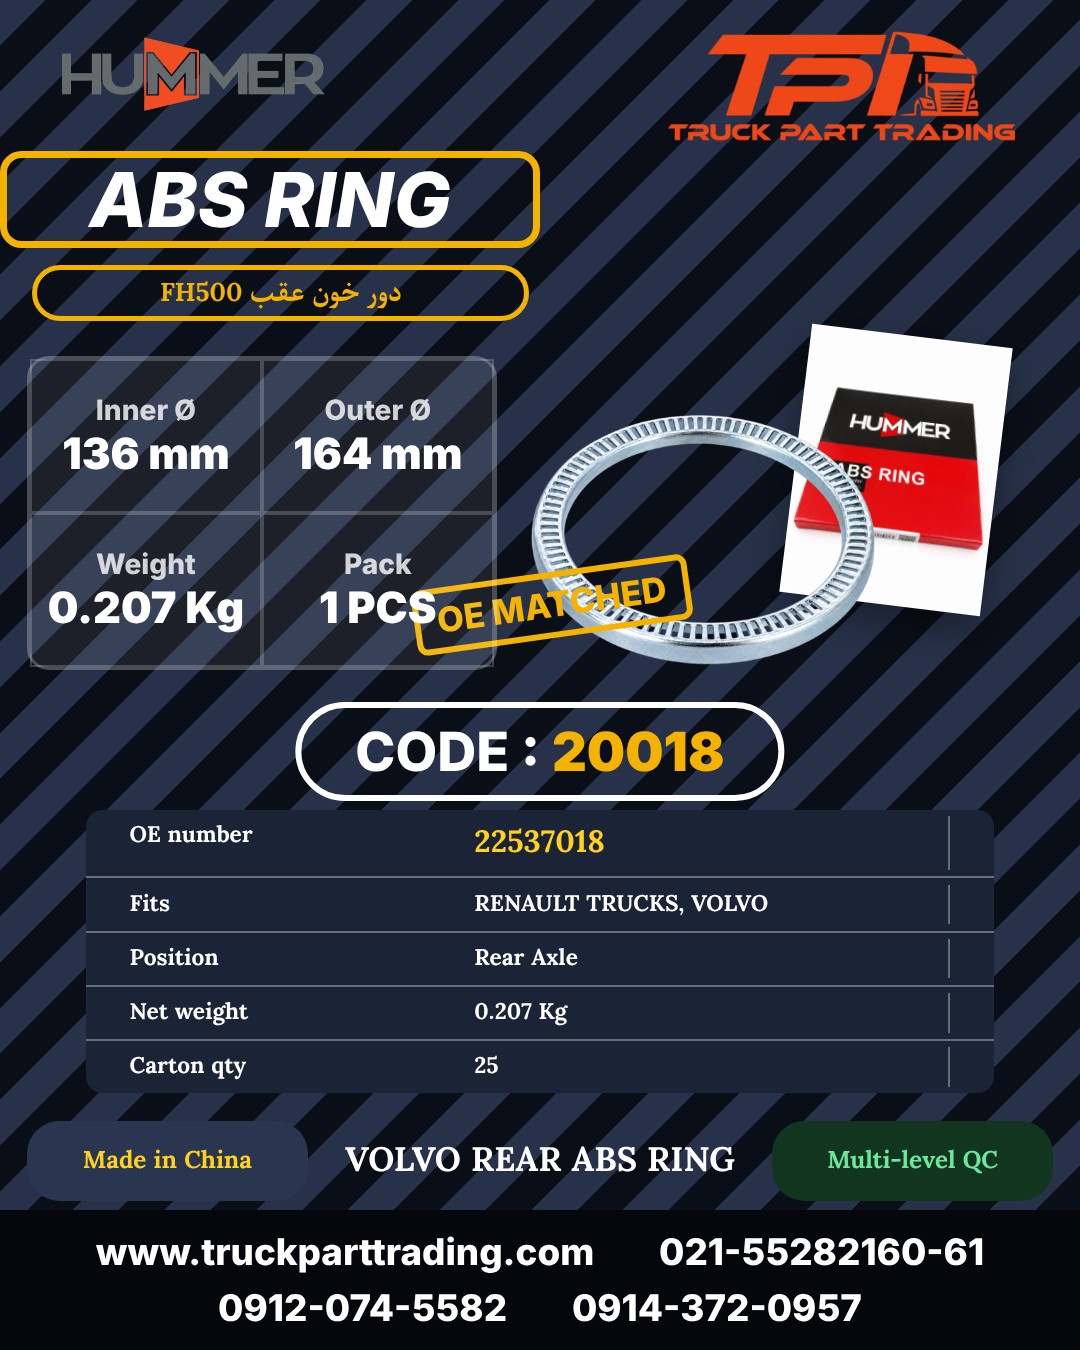 HUMMER
TPT
TRUCK PART TRADING
ABS RING
دور خون عقب FH500
Inner Ø
136 mm
Outer Ø
164 mm
Weight
0.207 Kg
Pack
1 PCS
HUMMER
ABS RING
OE MATCHED
CODE : 20018
OE number 22537018
Fits RENAULT TRUCKS, VOLVO
Position Rear Axle
Net weight 0.207 Kg
Carton qty 25
Made in China
VOLVO REAR ABS RING
Multi-level QC
www.truckparttrading.com 021-55282160-61
0912-074-5582 0914-372-0957